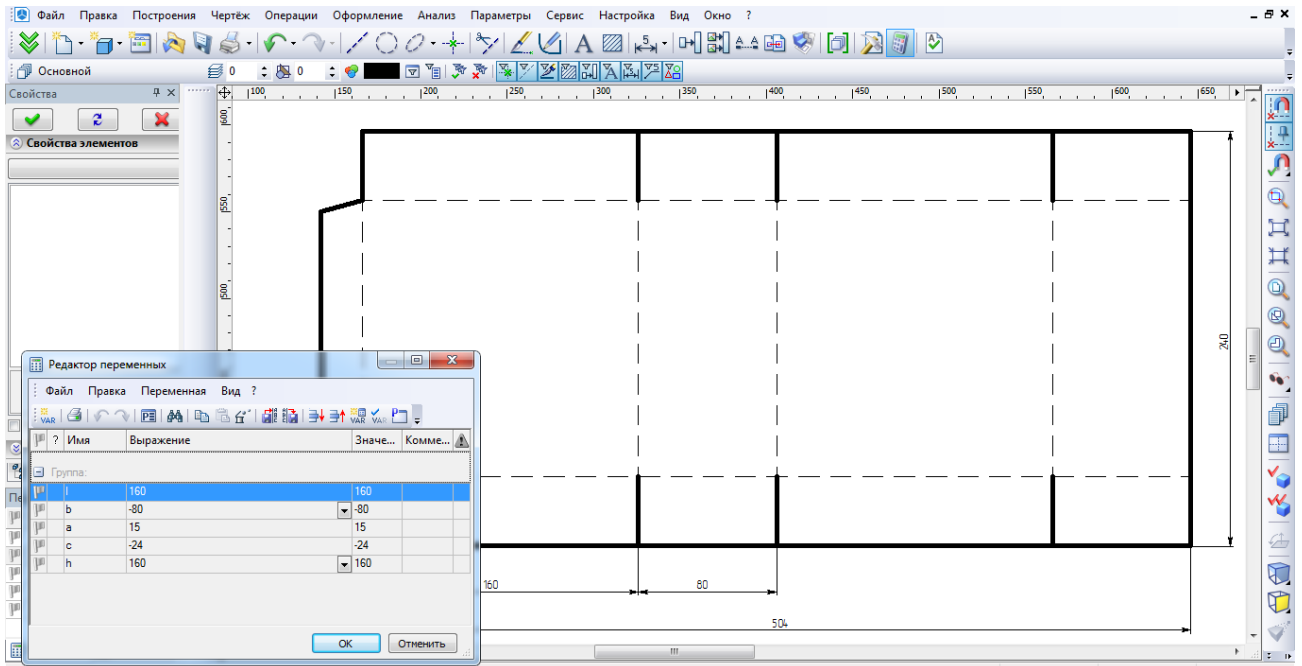 Файл Правка Построения Чертёж Операции Оформление Анализ Параметры Сервис Настройка Вид Окно ?
Основной 0 0
Свойства
Свойства элементов
100 150 200 250 300 350 400 450 500 550 600 650
600
550
500
240
160 80
504
Редактор переменных
Файл Правка Переменная Вид ?
VAR VAR VAR
? Имя Выражение Значе... Комме...
Группа:
l 160 160
b -80 -80
a 15 15
c -24 -24
h 160 160
OK Отменить